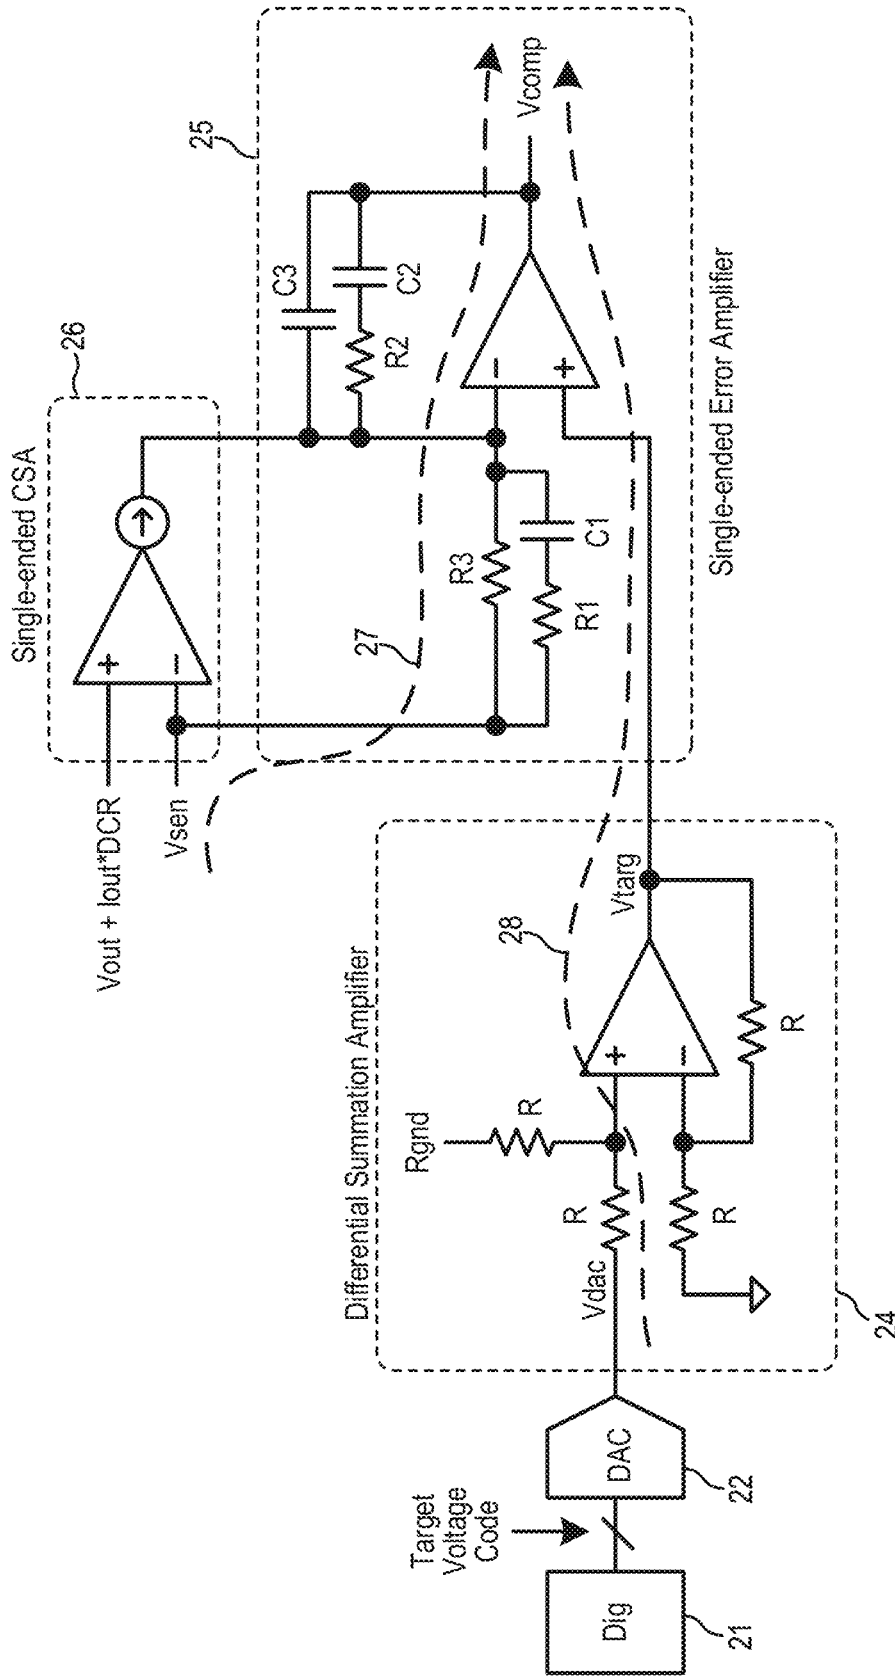 Single-ended CSA
26
Vout + Iout*DCR
Vsen
+
−
25
C3
C2
R2
27
R3
C1
R1
−
+
Vcomp
Single-ended Error Amplifier
Differential Summation Amplifier
28
Rgnd
R
R
Vdac
+
−
Vtarg
R
R
24
Target
Voltage
Code
Dig
21
DAC
22